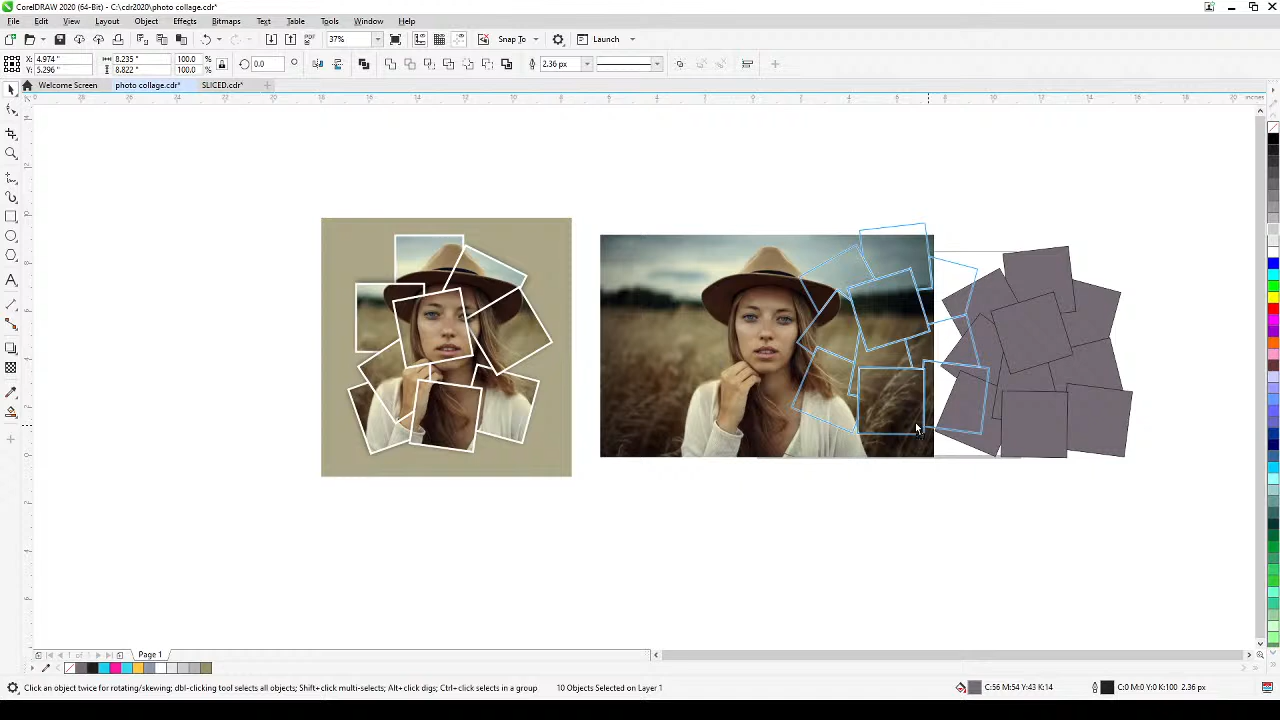 CorelDRAW 2020 (64-Bit) - C:\cdr2020\photo collage.cdr*
File Edit View Layout Object Effects Bitmaps Text Table Tools Window Help
37% Snap To Launch
X: 4.974 " 8.235 " 100.0 % 0.0 ° 2.36 px
Y: 5.296 " 8.822 " 100.0 %
Welcome Screen photo collage.cdr* SLICED.cdr*
inches
1 of 1 Page 1
Click an object twice for rotating/skewing; dbl-clicking tool selects all objects; Shift+click multi-selects; Alt+click digs; Ctrl+click selects in a group 10 Objects Selected on Layer 1 C:56 M:54 Y:43 K:14 C:0 M:0 Y:0 K:100 2.36 px